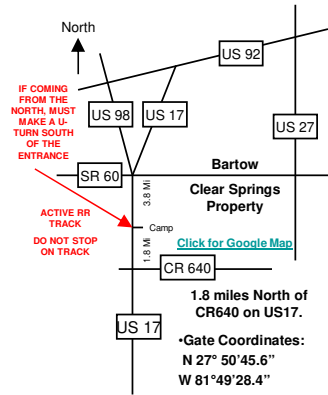 North
US 92
IF COMING
FROM THE
NORTH, MUST
MAKE A U-
TURN SOUTH
OF THE
ENTRANCE
US 98
US 17
US 27
SR 60
Bartow
3.8 Mi
Clear Springs
Property
ACTIVE RR
TRACK
DO NOT STOP
ON TRACK
Camp
1.8 Mi
Click for Google Map
CR 640
1.8 miles North of
CR640 on US17.
US 17
•Gate Coordinates:
N 27° 50'45.6”
W 81°49'28.4”